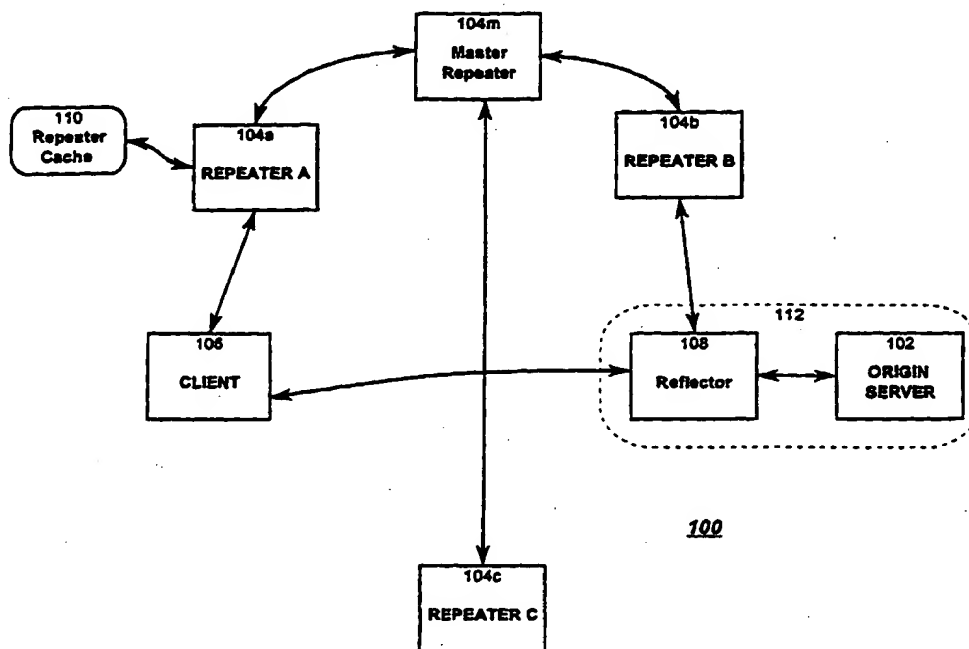 104m
Master
Repeater
110
Repeater
Cache
104a
REPEATER A
104b
REPEATER B
112
106
CLIENT
108
Reflector
102
ORIGIN
SERVER
100
104c
REPEATER C